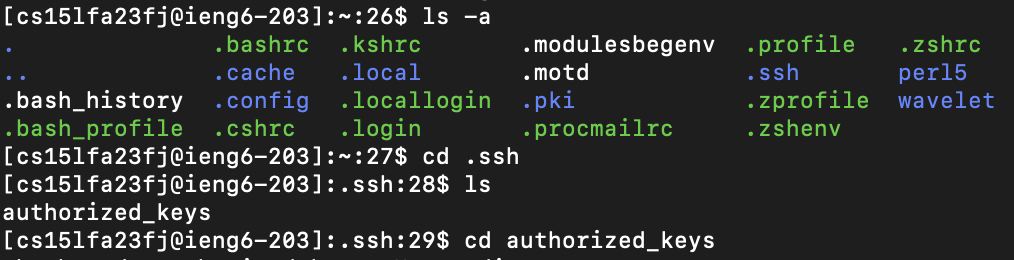 [cs15lfa23fj@ieng6-203]:~:26$ ls -a
. .bashrc .kshrc .modulesbegenv .profile .zshrc
.. .cache .local .motd .ssh perl5
.bash_history .config .locallogin .pki .zprofile wavelet
.bash_profile .cshrc .login .procmailrc .zshenv
[cs15lfa23fj@ieng6-203]:~:27$ cd .ssh
[cs15lfa23fj@ieng6-203]:.ssh:28$ ls
authorized_keys
[cs15lfa23fj@ieng6-203]:.ssh:29$ cd authorized_keys